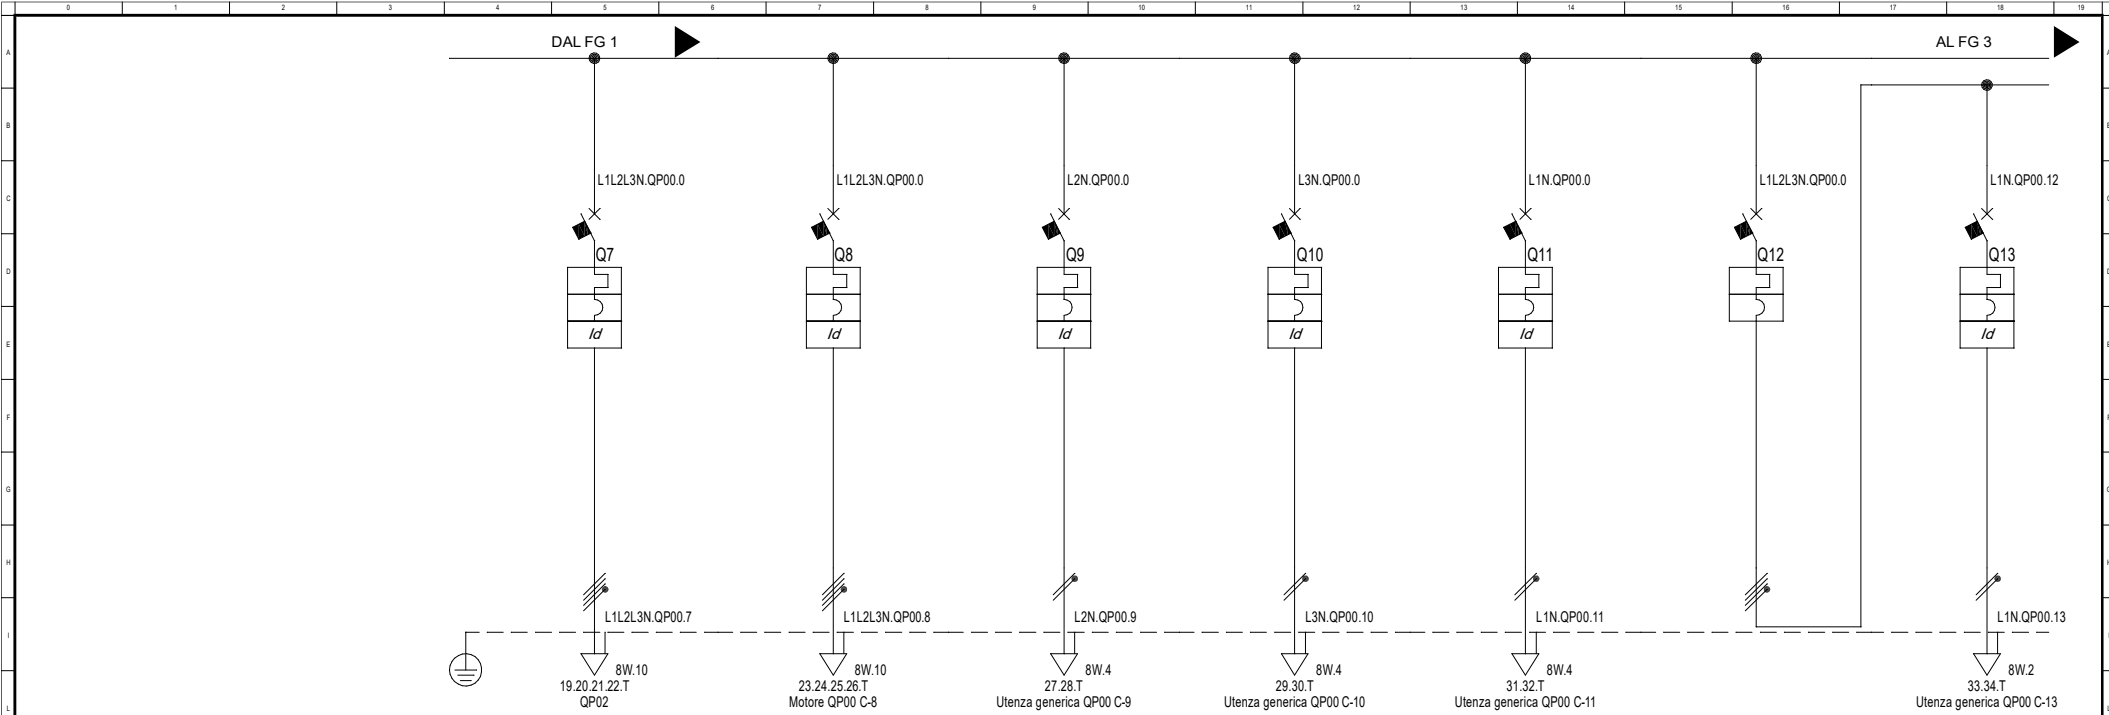 0 1 2 3 4 5 6 7 8 9 10 11 12 13 14 15 16 17 18 19
A
B
C
D
E
F
G
H
I
L
DAL FG 1 AL FG 3
L1L2L3N.QP00.0 L1L2L3N.QP00.0 L2N.QP00.0 L3N.QP00.0 L1N.QP00.0 L1L2L3N.QP00.0 L1N.QP00.12
Q7 Q8 Q9 Q10 Q11 Q12 Q13
Id Id Id Id Id Id
L1L2L3N.QP00.7 L1L2L3N.QP00.8 L2N.QP00.9 L3N.QP00.10 L1N.QP00.11 L1N.QP00.13
8W.10 8W.10 8W.4 8W.4 8W.4 8W.2
19.20.21.22.T 23.24.25.26.T 27.28.T 29.30.T 31.32.T 33.34.T
QP02 Motore QP00 C-8 Utenza generica QP00 C-9 Utenza generica QP00 C-10 Utenza generica QP00 C-11 Utenza generica QP00 C-13